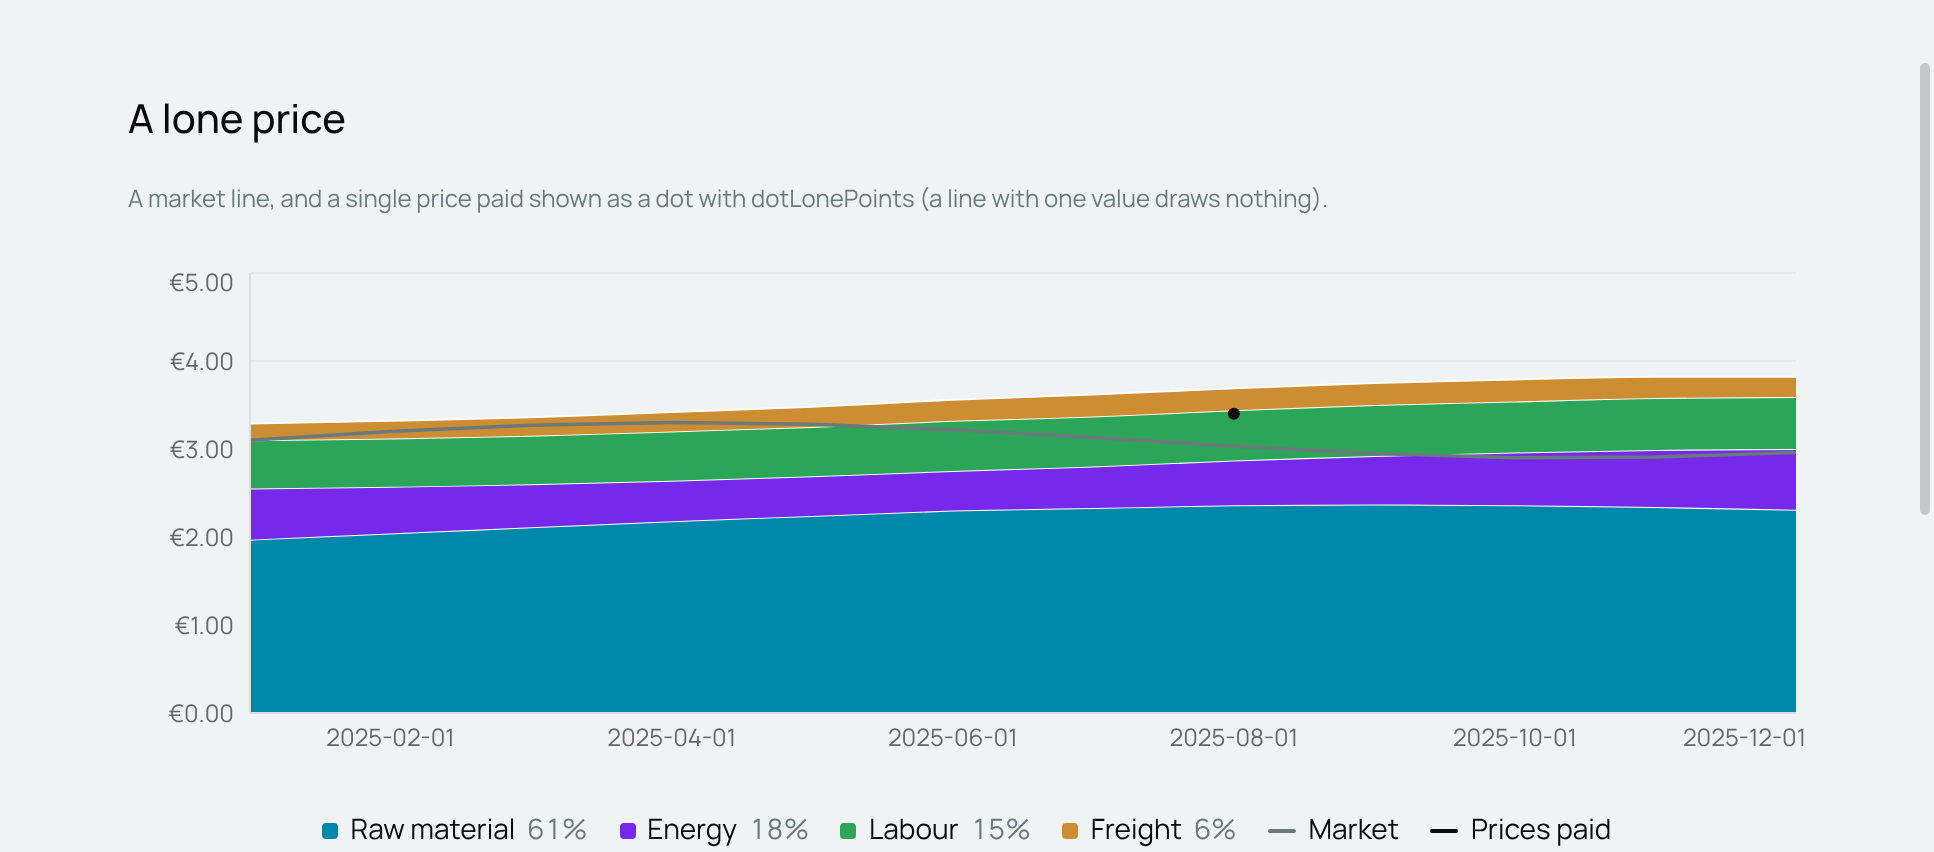 A lone price
A market line, and a single price paid shown as a dot with dotLonePoints (a line with one value draws nothing).
€5.00
€4.00
€3.00
€2.00
€1.00
€0.00
2025-02-01 2025-04-01 2025-06-01 2025-08-01 2025-10-01 2025-12-01
Raw material 61% Energy 18% Labour 15% Freight 6% Market Prices paid